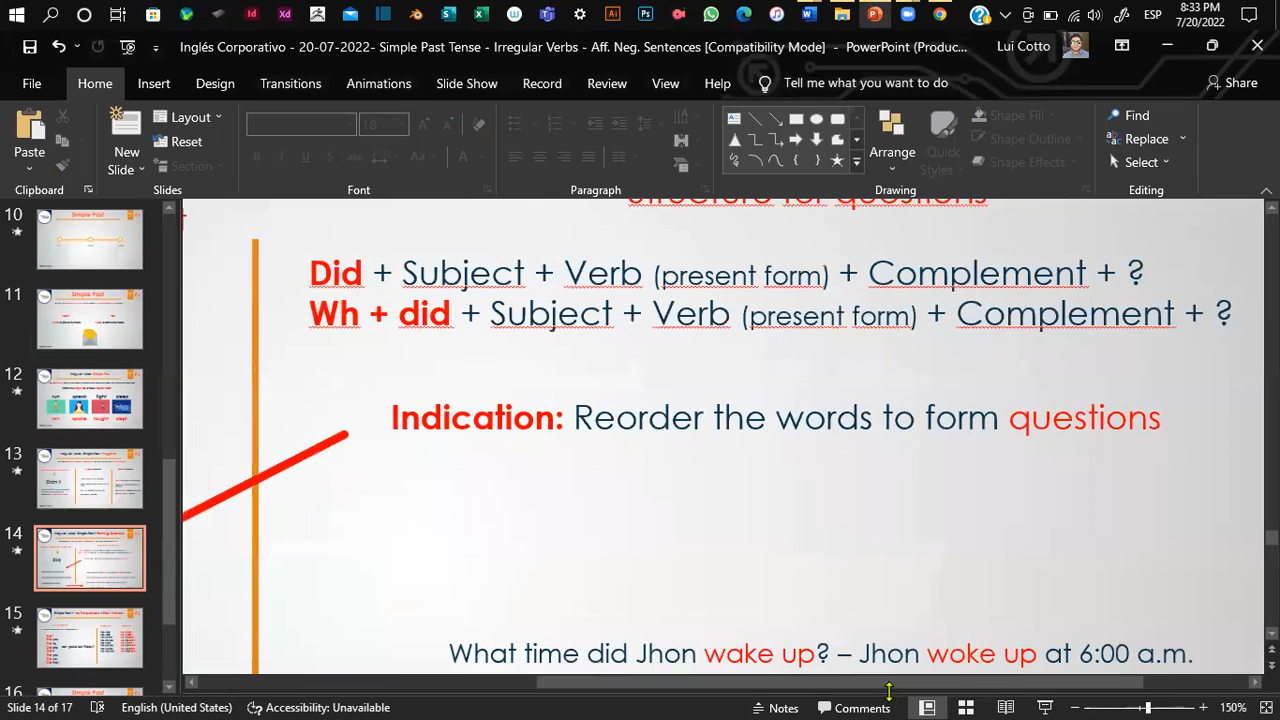 8:33 PM
ESP
7/20/2022
Inglés Corporativo - 20-07-2022- Simple Past Tense - Irregular Verbs - Aff. Neg. Sentences [Compatibility Mode] - PowerPoint (Produc...
Lui Cotto
File Home Insert Design Transitions Animations Slide Show Record Review View Help Tell me what you want to do Share
Paste
New
Slide
Layout
Reset
Section
18
Arrange
Quick
Styles
Shape Fill
Shape Outline
Shape Effects
Find
Replace
Select
Clipboard Slides Font Paragraph Drawing Editing
10
11
12
13
14
15
16
Structure for questions
Did + Subject + Verb (present form) + Complement + ?
Wh + did + Subject + Verb (present form) + Complement + ?
Indication: Reorder the words to form questions
What time did Jhon wake up? – Jhon woke up at 6:00 a.m.
Slide 14 of 17 English (United States) Accessibility: Unavailable Notes Comments 150%